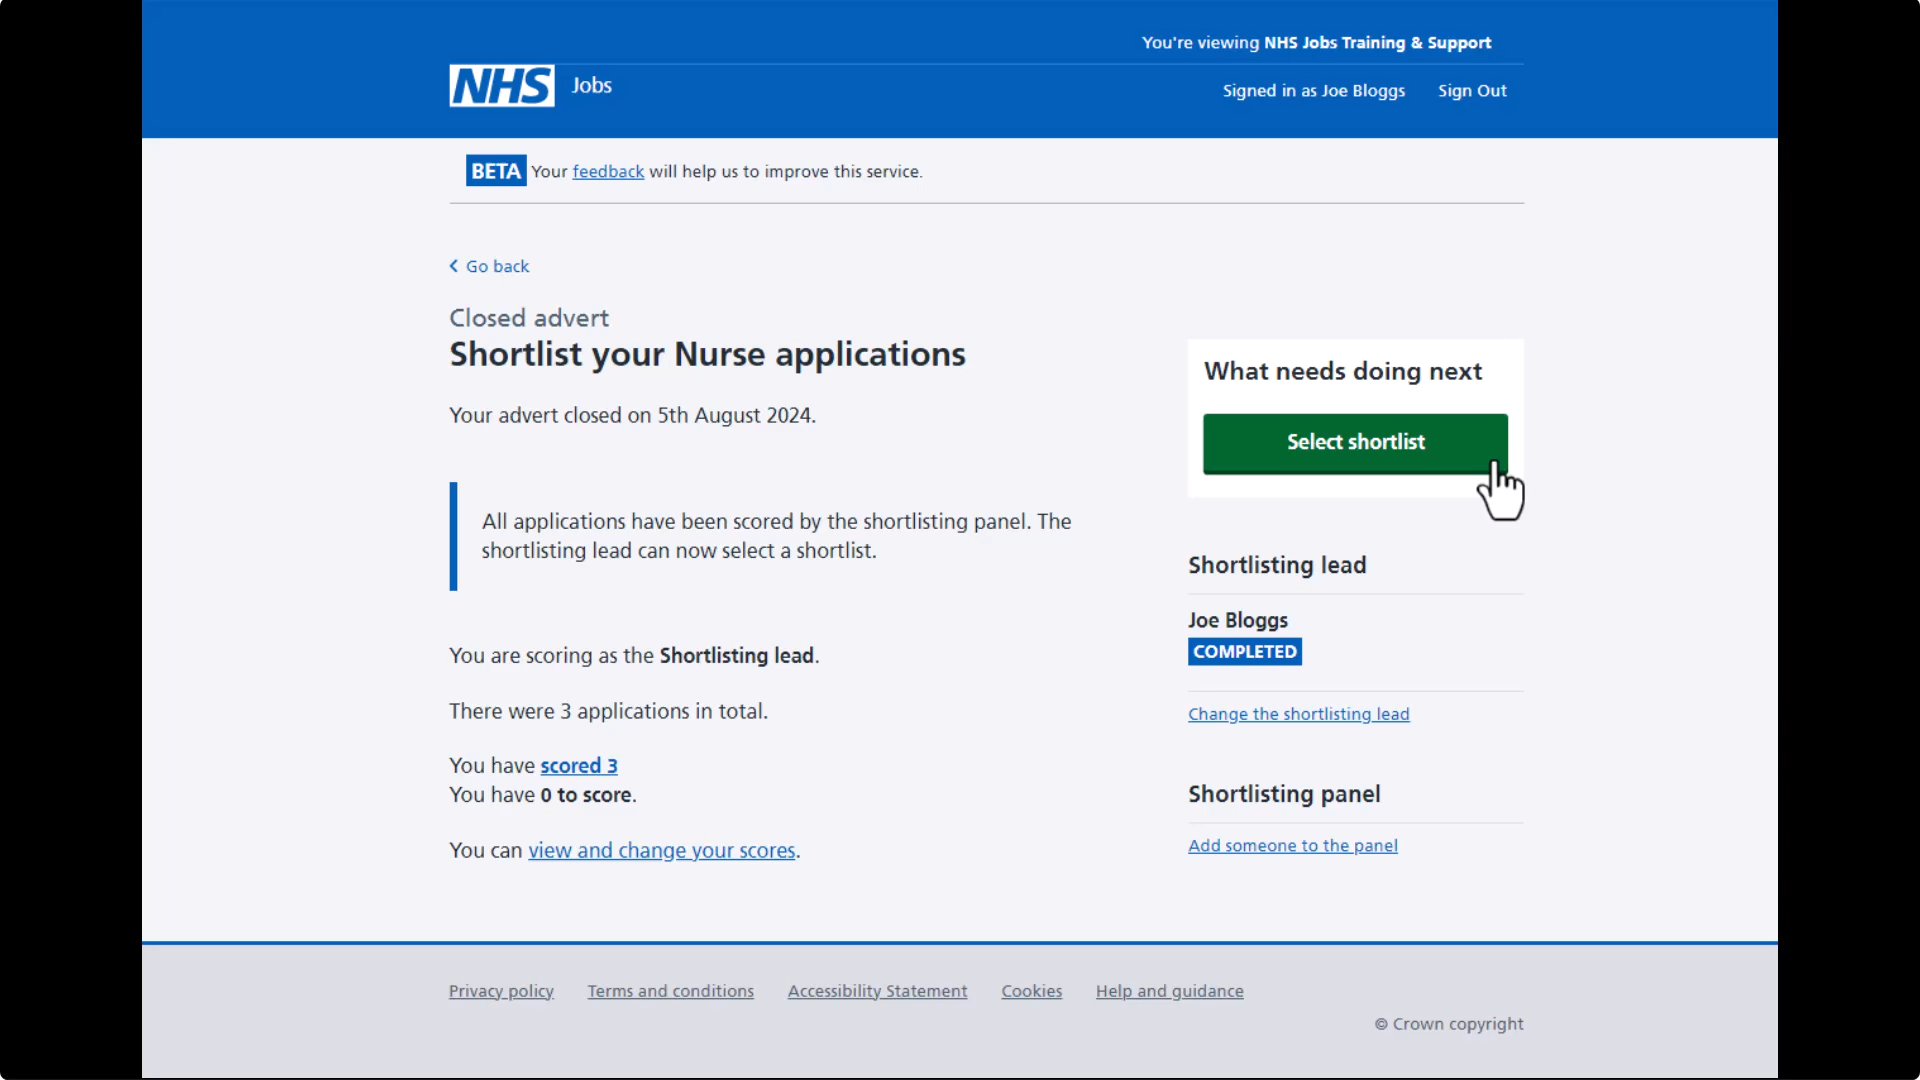 You're viewing NHS Jobs Training & Support
NHS Jobs
Signed in as Joe Bloggs Sign Out
BETA Your feedback will help us to improve this service.
Go back
Closed advert
Shortlist your Nurse applications
Your advert closed on 5th August 2024.
All applications have been scored by the shortlisting panel. The
shortlisting lead can now select a shortlist.
You are scoring as the Shortlisting lead.
There were 3 applications in total.
You have scored 3
You have 0 to score.
You can view and change your scores.
What needs doing next
Select shortlist
Shortlisting lead
Joe Bloggs
COMPLETED
Change the shortlisting lead
Shortlisting panel
Add someone to the panel
Privacy policy Terms and conditions Accessibility Statement Cookies Help and guidance
© Crown copyright